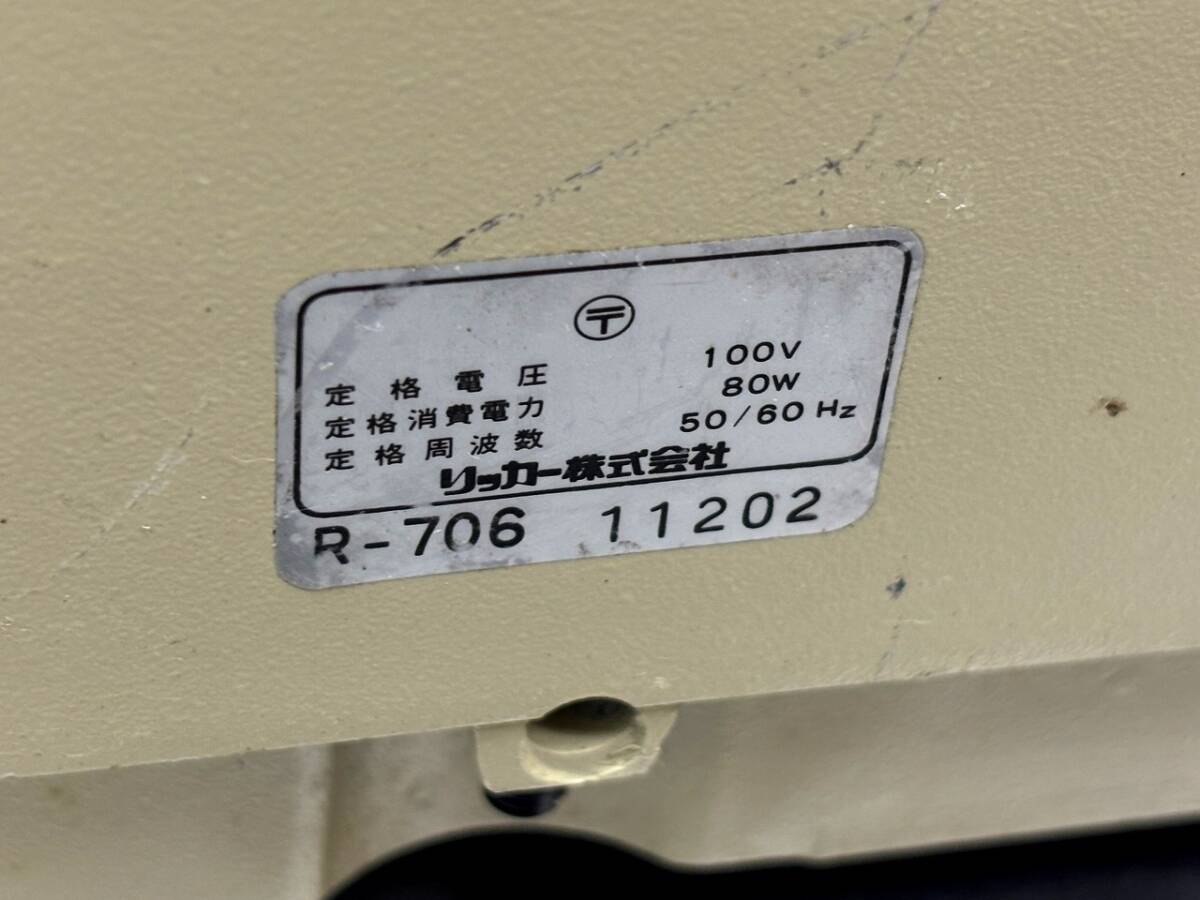 〒
定格電圧 100V
定格消費電力 80W
定格周波数 50/60 Hz
リッカー株式会社
R-706 11202